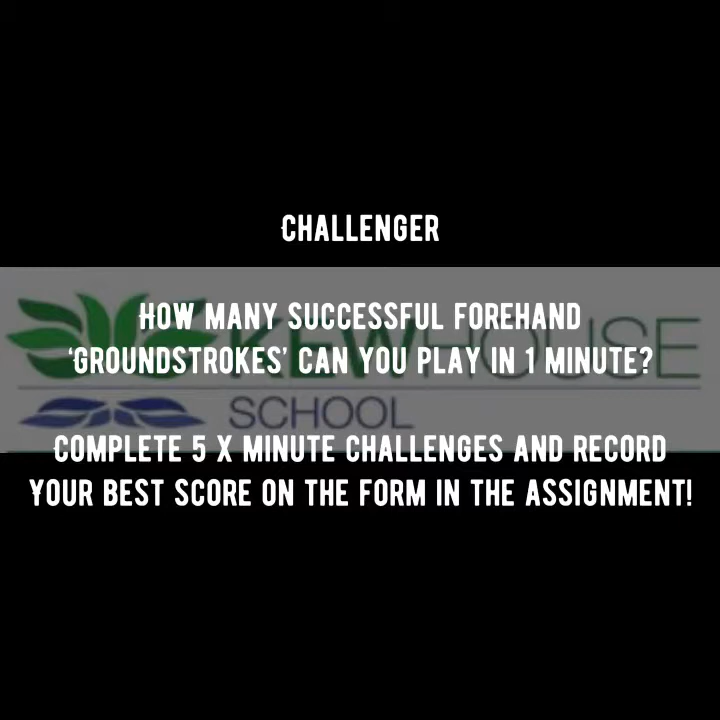 CHALLENGER
HOW MANY SUCCESSFUL FOREHAND
‘GROUNDSTROKES’ CAN YOU PLAY IN 1 MINUTE?
KEWHOUSE
SCHOOL
COMPLETE 5 X MINUTE CHALLENGES AND RECORD
YOUR BEST SCORE ON THE FORM IN THE ASSIGNMENT!